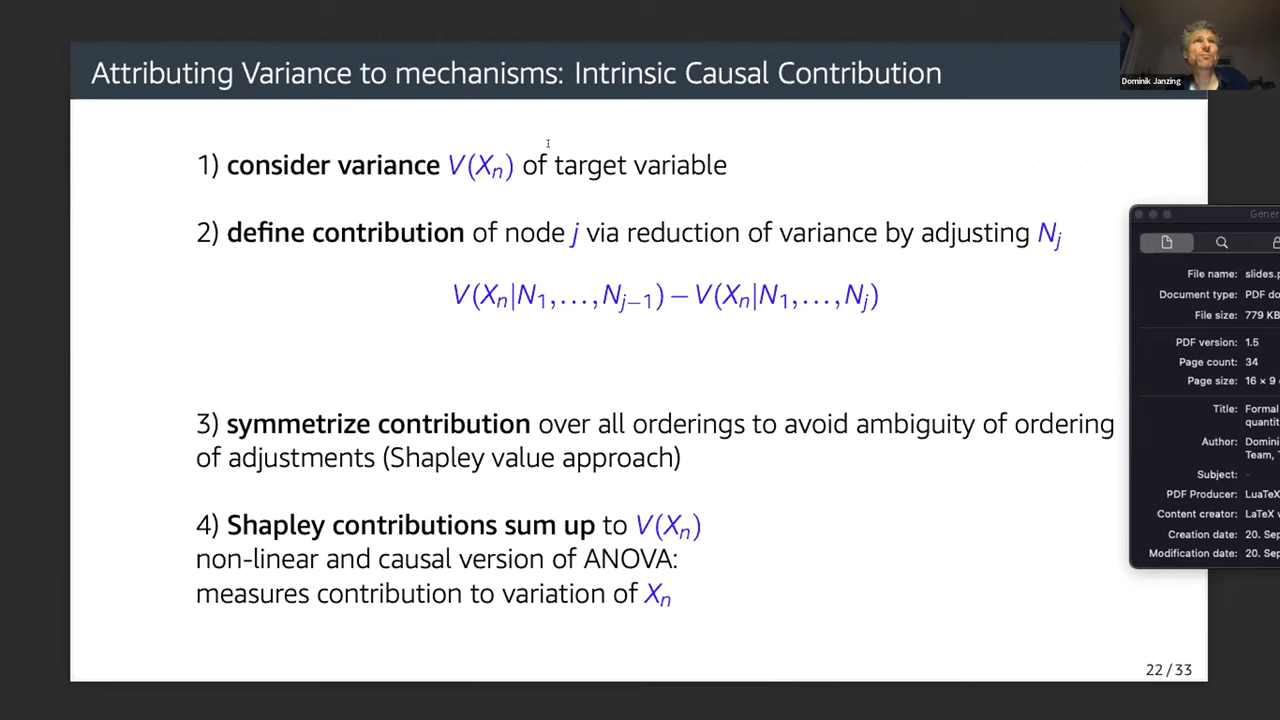 Attributing Variance to mechanisms: Intrinsic Causal Contribution
Dominik Janzing
1) consider variance V(Xₙ) of target variable
2) define contribution of node j via reduction of variance by adjusting Nⱼ
V(Xₙ|N₁,…,Nⱼ₋₁) − V(Xₙ|N₁,…,Nⱼ)
3) symmetrize contribution over all orderings to avoid ambiguity of ordering
of adjustments (Shapley value approach)
4) Shapley contributions sum up to V(Xₙ)
non-linear and causal version of ANOVA:
measures contribution to variation of Xₙ
22 / 33
Gener
File name: slides.p
Document type: PDF do
File size: 779 KB
PDF version: 1.5
Page count: 34
Page size: 16 × 9
Title: Formal
quantit
Author: Domini
Team, T
Subject: -
PDF Producer: LuaTeX
Content creator: LaTeX v
Creation date: 20. Sep
Modification date: 20. Sep